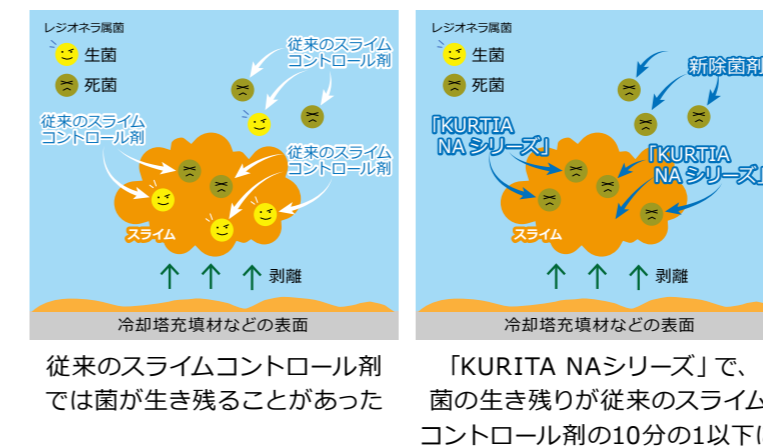 レジオネラ属菌
生菌
死菌
従来のスライム
コントロール剤
従来のスライム
コントロール剤
従来のスライム
コントロール剤
スライム
剥離
冷却塔充填材などの表面
従来のスライムコントロール剤
では菌が生き残ることがあった
レジオネラ属菌
生菌
死菌
新除菌剤
「KURTIA
NA シリーズ」
「KURTIA
NA シリーズ」
スライム
剥離
冷却塔充填材などの表面
「KURITA NAシリーズ」で、
菌の生き残りが従来のスライム
コントロール剤の10分の1以下に